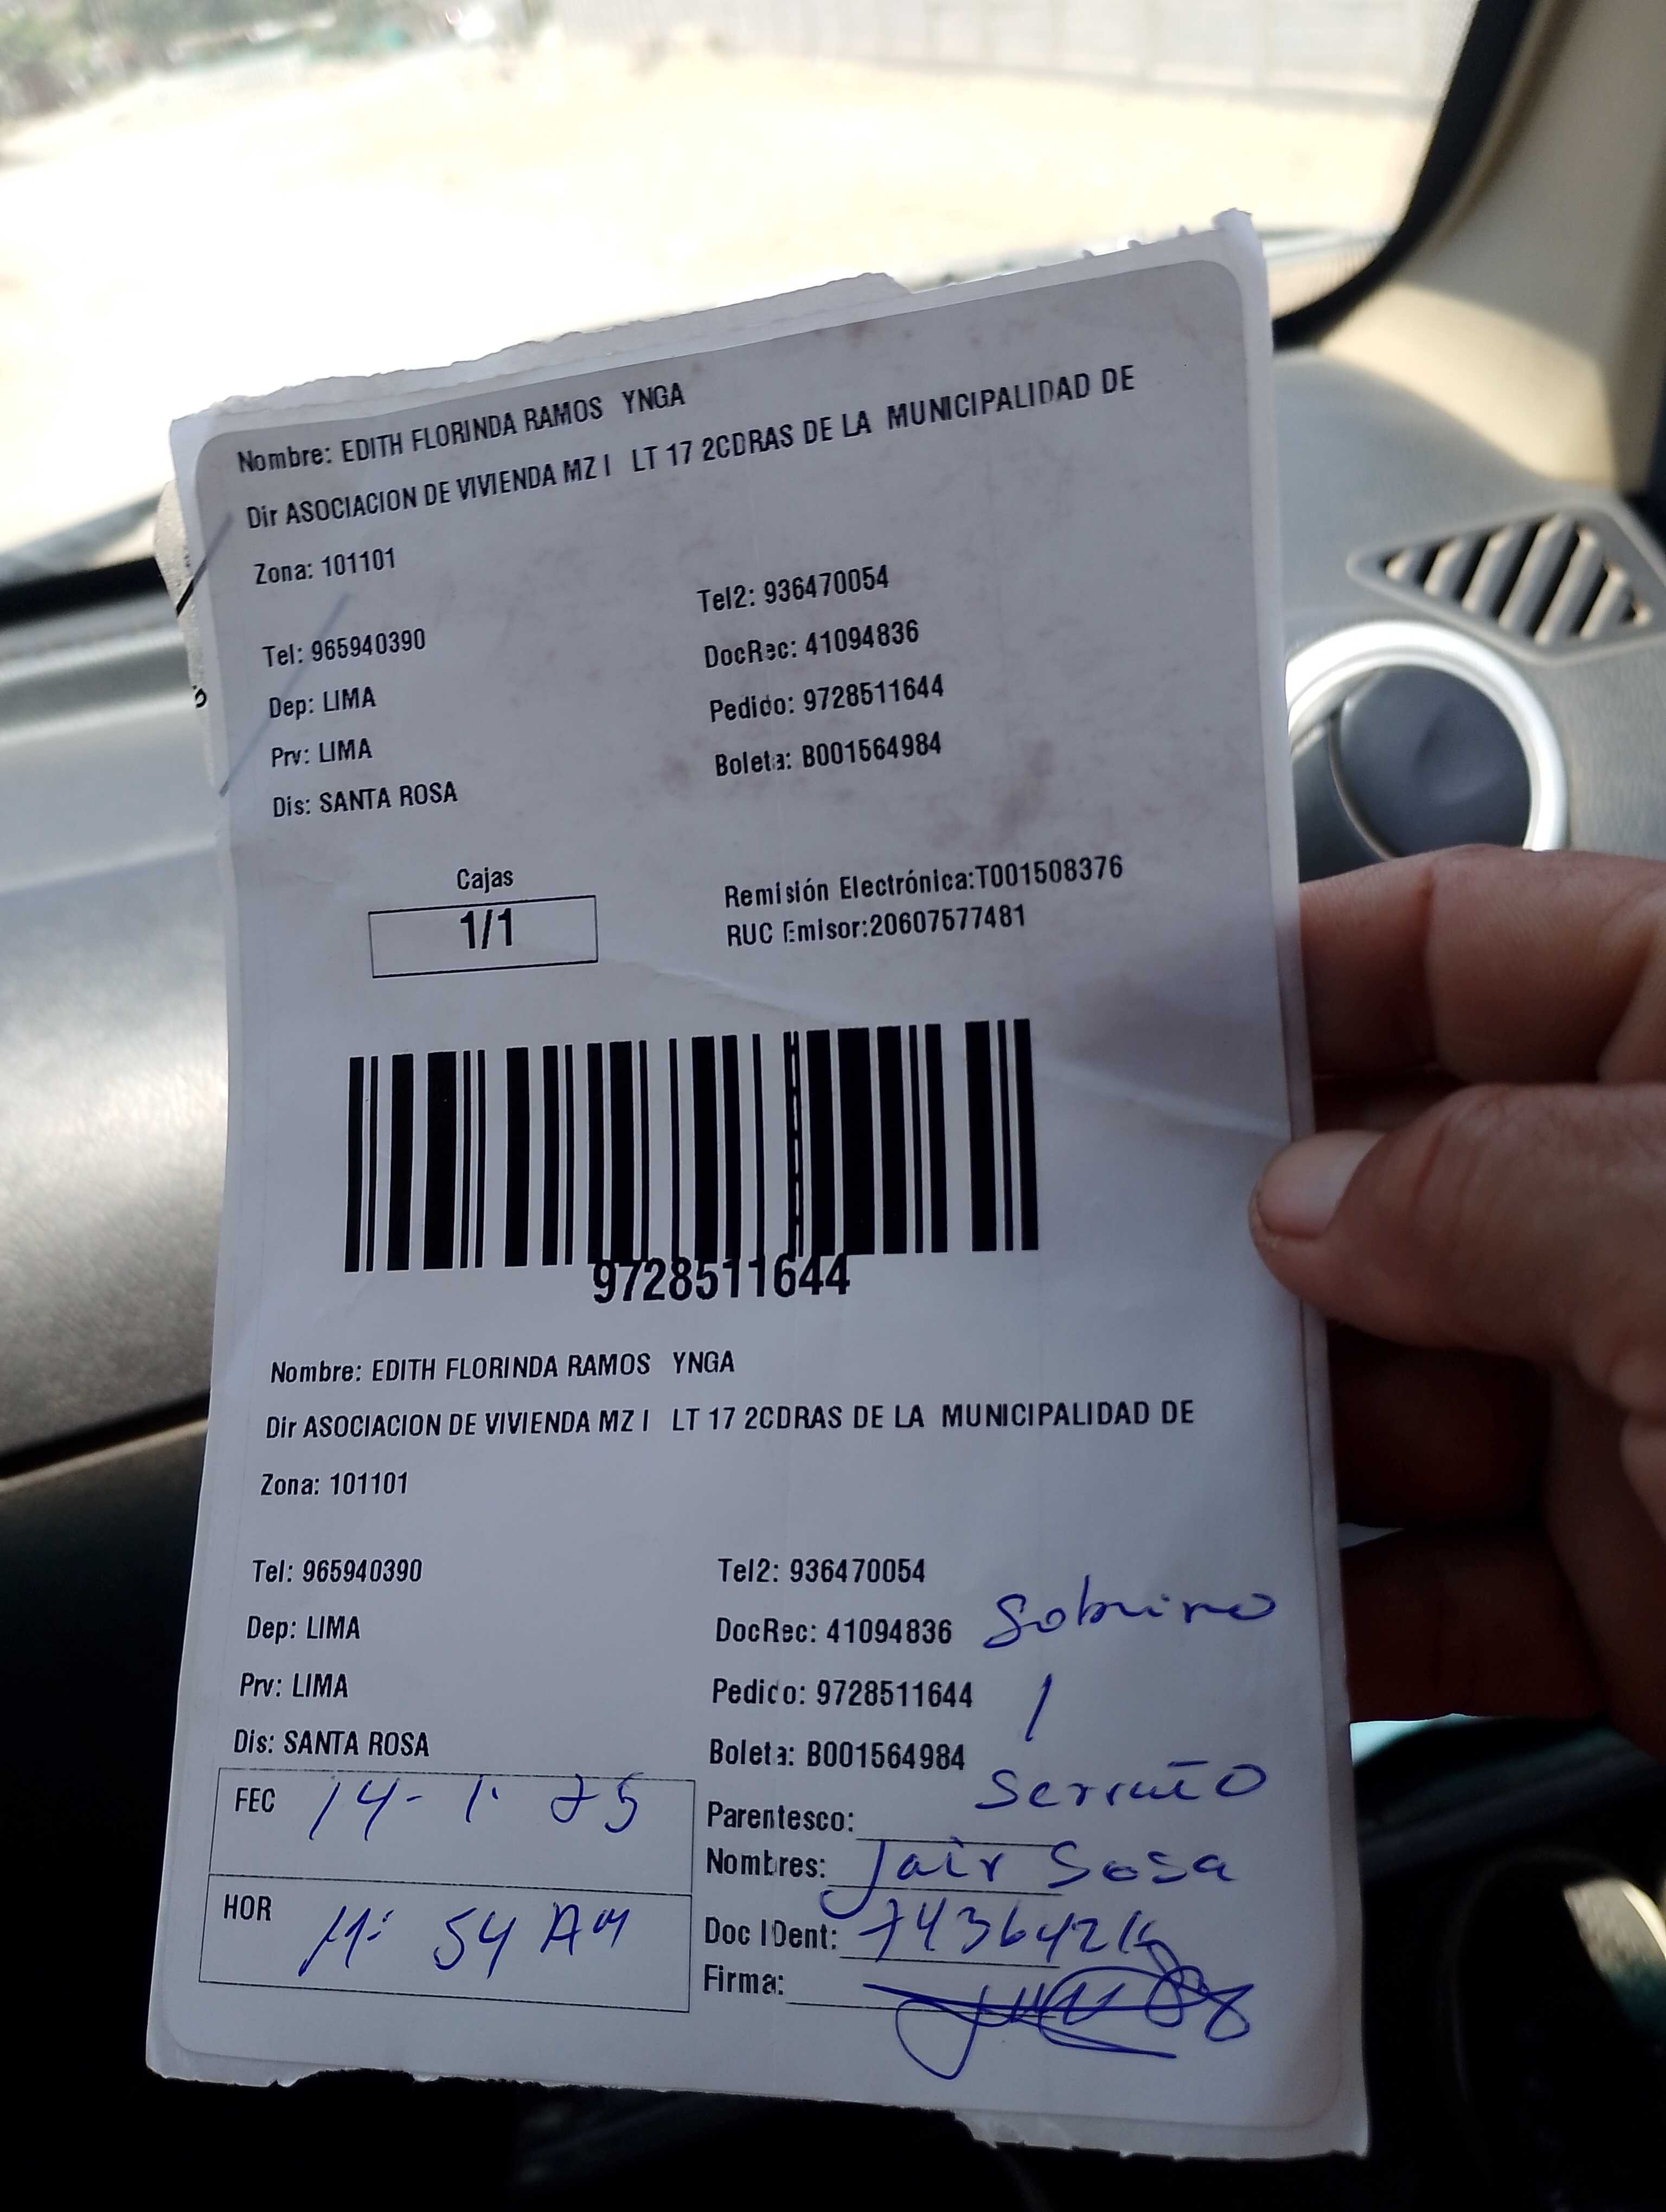 Nombre: EDITH FLORINDA RAMOS YNGA
Dir ASOCIACION DE VIVIENDA MZ I LT 17 2CDRAS DE LA MUNICIPALIDAD DE
Zona: 101101
Tel: 965940390 Tel2: 936470054
Dep: LIMA DocRec: 41094836
Prv: LIMA Pedido: 9728511644
Dis: SANTA ROSA Boleta: B001564984
Cajas
1/1
Remisión Electrónica:T001508376
RUC Emisor:20607577481
9728511644
Nombre: EDITH FLORINDA RAMOS YNGA
Dir ASOCIACION DE VIVIENDA MZ I LT 17 2CDRAS DE LA MUNICIPALIDAD DE
Zona: 101101
Tel: 965940390 Tel2: 936470054
Dep: LIMA DocRec: 41094836 Sobrino
Prv: LIMA Pedido: 9728511644 /
Dis: SANTA ROSA Boleta: B001564984
FEC 14-1-25
Parentesco:
Nombres: Jair Sosa
HOR 11:54 AM
Doc IDent:
Firma: